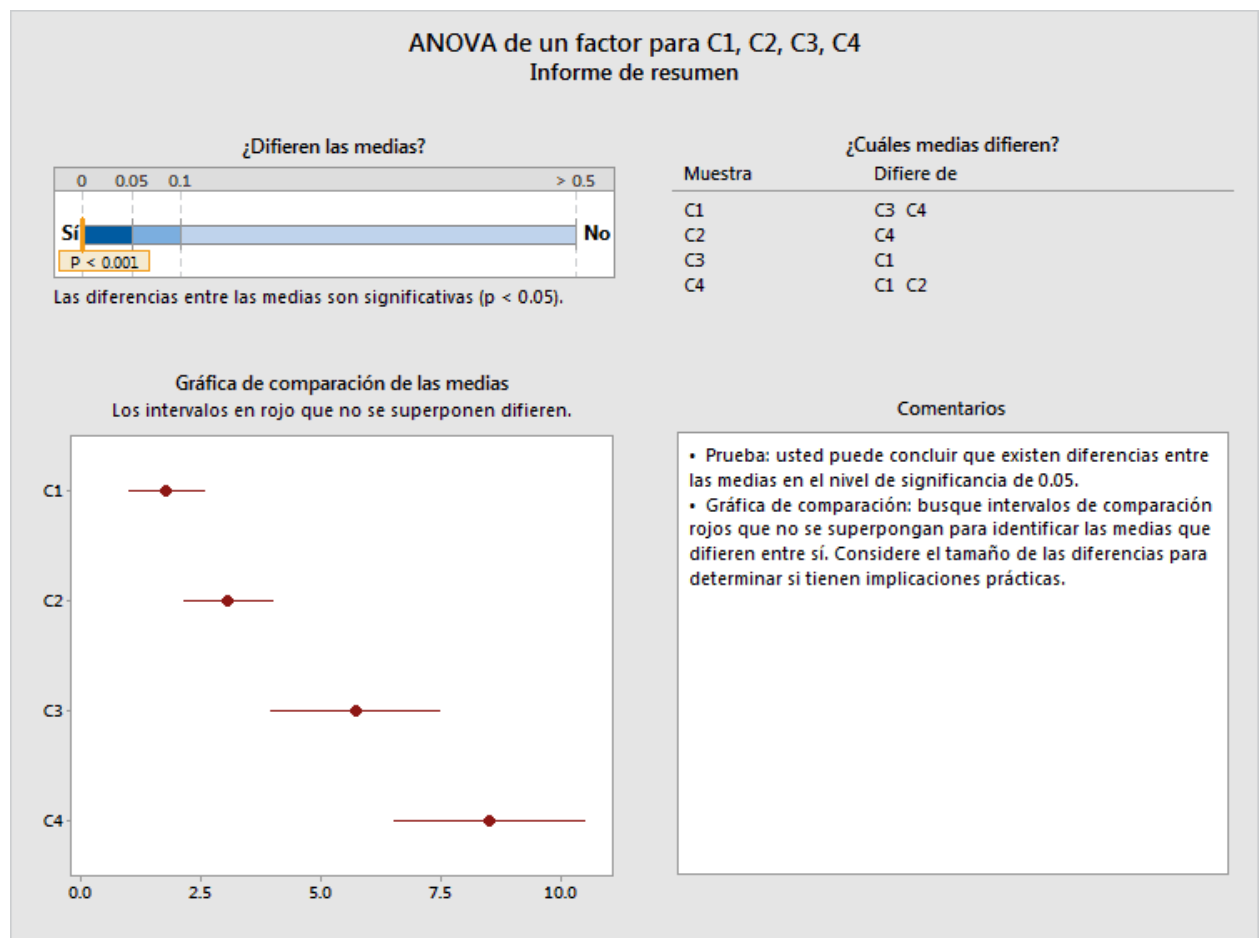 ANOVA de un factor para C1, C2, C3, C4
Informe de resumen
¿Difieren las medias?
0 0.05 0.1 > 0.5
Sí No
P < 0.001
Las diferencias entre las medias son significativas (p < 0.05).
¿Cuáles medias difieren?
Muestra Difiere de
C1 C3 C4
C2 C4
C3 C1
C4 C1 C2
Gráfica de comparación de las medias
Los intervalos en rojo que no se superponen difieren.
C1
C2
C3
C4
0.0 2.5 5.0 7.5 10.0
Comentarios
• Prueba: usted puede concluir que existen diferencias entre
las medias en el nivel de significancia de 0.05.
• Gráfica de comparación: busque intervalos de comparación
rojos que no se superpongan para identificar las medias que
difieren entre sí. Considere el tamaño de las diferencias para
determinar si tienen implicaciones prácticas.